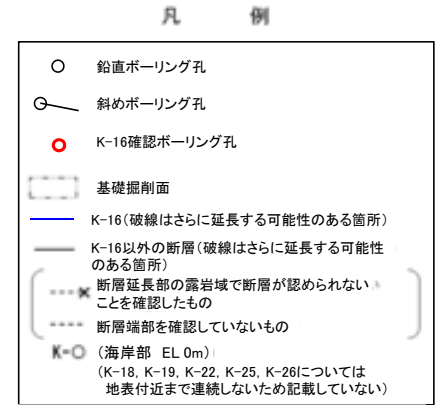 凡 例
鉛直ボーリング孔
斜めボーリング孔
K-16確認ボーリング孔
基礎掘削面
K-16(破線はさらに延長する可能性のある箇所)
K-16以外の断層(破線はさらに延長する可能性
のある箇所)
断層延長部の露岩域で断層が認められない
ことを確認したもの
断層端部を確認していないもの
K-○ (海岸部 EL 0m)
(K-18, K-19, K-22, K-25, K-26については
地表付近まで連続しないため記載していない)